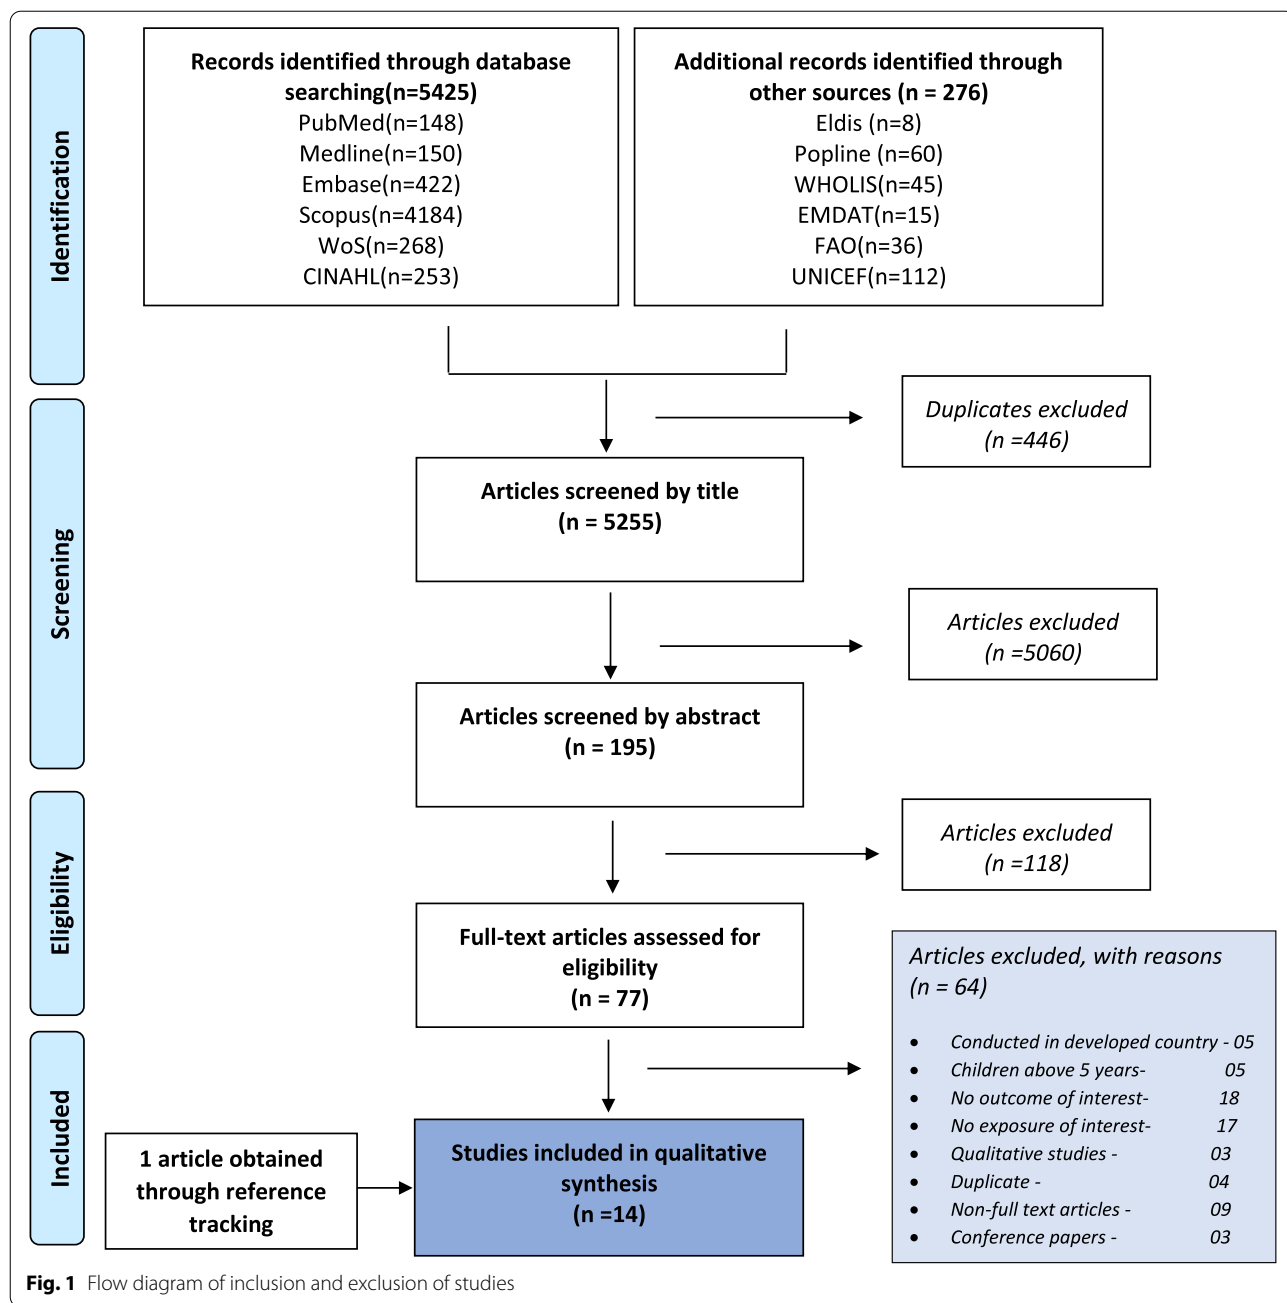 Identification
Records identified through database
searching(n=5425)
PubMed(n=148)
Medline(n=150)
Embase(n=422)
Scopus(n=4184)
WoS(n=268)
CINAHL(n=253)
Additional records identified through
other sources (n = 276)
Eldis (n=8)
Popline (n=60)
WHOLIS(n=45)
EMDAT(n=15)
FAO(n=36)
UNICEF(n=112)
Duplicates excluded
(n =446)
Screening
Articles screened by title
(n = 5255)
Articles excluded
(n =5060)
Articles screened by abstract
(n = 195)
Eligibility
Articles excluded
(n =118)
Full-text articles assessed for
eligibility
(n = 77)
Articles excluded, with reasons
(n = 64)
• Conducted in developed country - 05
• Children above 5 years- 05
• No outcome of interest- 18
• No exposure of interest- 17
• Qualitative studies - 03
• Duplicate - 04
• Non-full text articles - 09
• Conference papers - 03
Included
1 article obtained
through reference
tracking
Studies included in qualitative
synthesis
(n =14)
Fig. 1 Flow diagram of inclusion and exclusion of studies